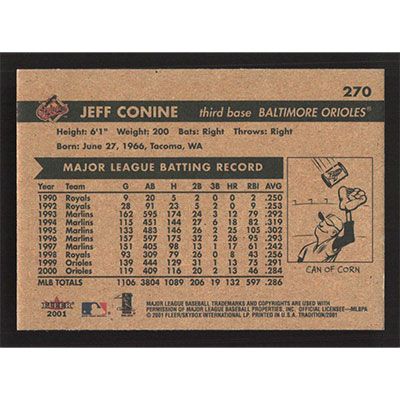 270
JEFF CONINE third base BALTIMORE ORIOLES®
Height: 6'1" Weight: 200 Bats: Right Throws: Right
Born: June 27, 1966, Tacoma, WA
MAJOR LEAGUE BATTING RECORD
Year Team G AB H 2B 3B HR RBI AVG
1990 Royals 9 20 5 2 0 0 2 .250
1992 Royals 28 91 23 5 2 0 9 .253
1993 Marlins 162 595 174 24 3 12 79 .292
1994 Marlins 115 451 144 27 6 18 82 .319
1995 Marlins 133 483 146 26 2 25 105 .302
1996 Marlins 157 597 175 32 2 26 95 .293
1997 Marlins 151 405 98 13 1 17 61 .242
1998 Royals 93 309 79 26 0 8 43 .256
1999 Orioles 139 444 129 31 1 13 75 .291
2000 Orioles 119 409 116 20 2 13 46 .284
MLB TOTALS 1106 3804 1089 206 19 132 597 .286
CAN OF CORN
FLEER
2001
MAJOR LEAGUE BASEBALL TRADEMARKS AND COPYRIGHTS ARE USED WITH
PERMISSION OF MAJOR LEAGUE BASEBALL PROPERTIES, INC. OFFICIAL LICENSEE—MLBPA
© 2001 FLEER/SKYBOX INTERNATIONAL LP. PRINTED IN U.S.A. TRADITION/2001